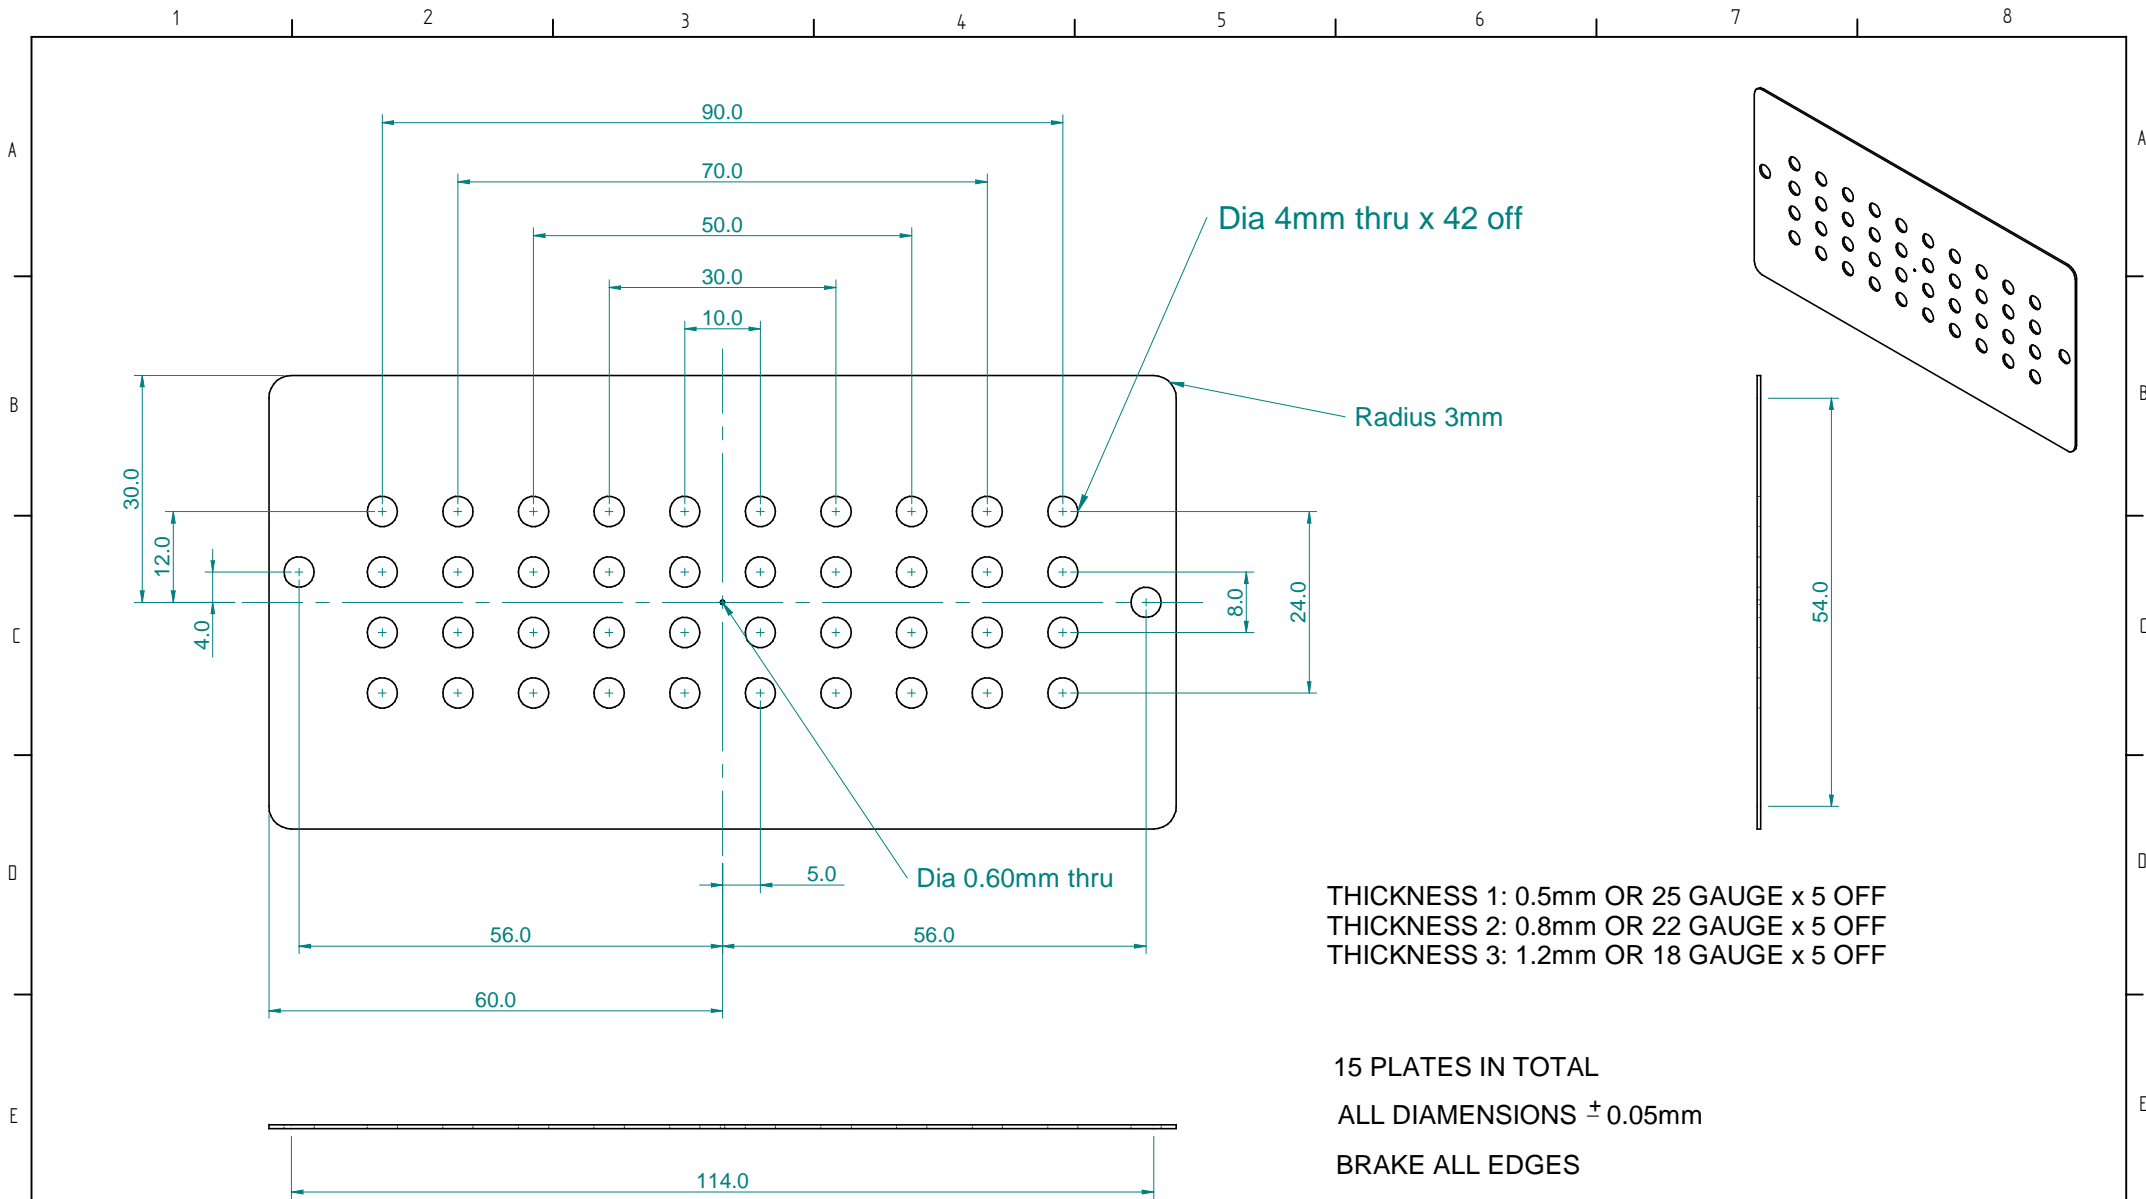 1 2 3 4 5 6 7 8
A A
90.0
70.0
Dia 4mm thru x 42 off
50.0
30.0
10.0
B B
Radius 3mm
30.0
12.0
8.0
24.0
54.0
4.0
C C
D D
5.0
Dia 0.60mm thru
THICKNESS 1: 0.5mm OR 25 GAUGE x 5 OFF
THICKNESS 2: 0.8mm OR 22 GAUGE x 5 OFF
THICKNESS 3: 1.2mm OR 18 GAUGE x 5 OFF
56.0 56.0
60.0
15 PLATES IN TOTAL
E E
ALL DIAMENSIONS ± 0.05mm
BRAKE ALL EDGES
114.0